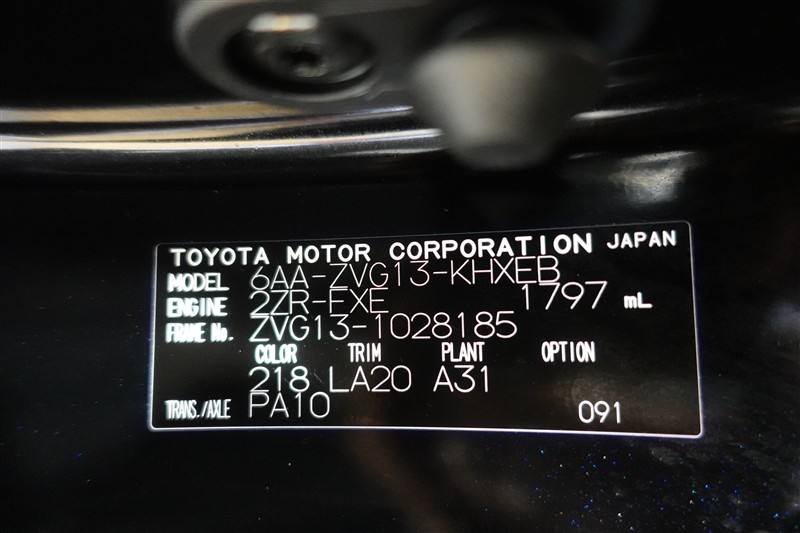 TOYOTA MOTOR CORPORATION JAPAN
MODEL 6AA-ZVG13-KHXEB
ENGINE 2ZR-EXE 1797 mL
FRAME No. ZVG13-1028185
COLOR TRIM PLANT OPTION
218 LA20 A31
TRANS./AXLE PA10 091